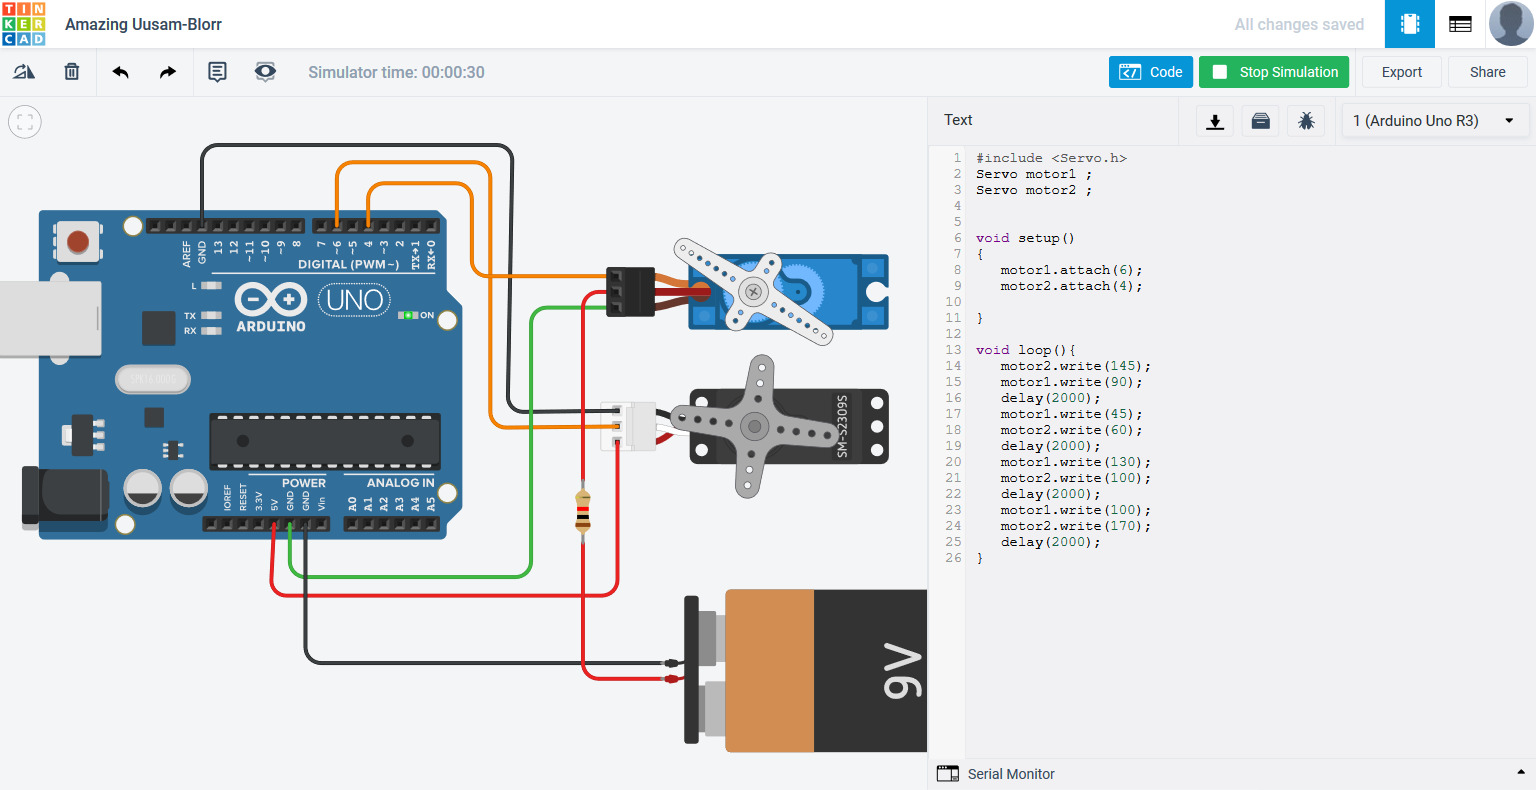 TIN
KER
CAD
Amazing Uusam-Blorr
All changes saved
Simulator time: 00:00:30
Code
Stop Simulation
Export
Share
Text
1 (Arduino Uno R3)
AREF
GND
13
12
~11
~10
~9
8
7
~6
~5
4
~3
2
TX→1
RX←0
DIGITAL (PWM~)
L
TX
RX
UNO
ARDUINO
ON
POWER
ANALOG IN
IOREF
RESET
3.3V
5V
GND
GND
Vin
A0
A1
A2
A3
A4
A5
SM-S2309S
9V
1 #include <Servo.h>
2 Servo motor1 ;
3 Servo motor2 ;
4
5
6 void setup()
7 {
8 motor1.attach(6);
9 motor2.attach(4);
10
11 }
12
13 void loop(){
14 motor2.write(145);
15 motor1.write(90);
16 delay(2000);
17 motor1.write(45);
18 motor2.write(60);
19 delay(2000);
20 motor1.write(130);
21 motor2.write(100);
22 delay(2000);
23 motor1.write(100);
24 motor2.write(170);
25 delay(2000);
26 }
Serial Monitor